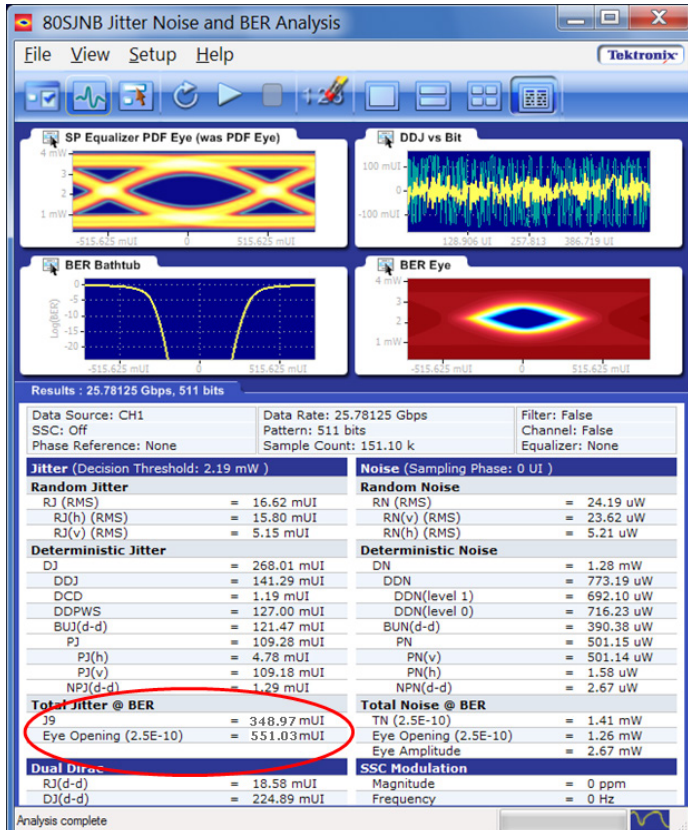 80SJNB Jitter Noise and BER Analysis
File View Setup Help
Tektronix
SP Equalizer PDF Eye (was PDF Eye)
4 mW
3
2
1 mW
-515.625 mUI 0 515.625 mUI
DDJ vs Bit
100 mUI
0
-100 mUI
128.906 UI 257.813 386.719 UI
BER Bathtub
Log(BER)
0
-5
-10
-15
-20
-515.625 mUI 0 515.625 mUI
BER Eye
4 mW
3
2
1 mW
-515.625 mUI 0 515.625 mUI
Results : 25.78125 Gbps, 511 bits
Data Source: CH1 Data Rate: 25.78125 Gbps Filter: False
SSC: Off Pattern: 511 bits Channel: False
Phase Reference: None Sample Count: 151.10 k Equalizer: None
Jitter (Decision Threshold: 2.19 mW )
Random Jitter
RJ (RMS) = 16.62 mUI
RJ(h) (RMS) = 15.80 mUI
RJ(v) (RMS) = 5.15 mUI
Deterministic Jitter
DJ = 268.01 mUI
DDJ = 141.29 mUI
DCD = 1.19 mUI
DDPWS = 127.00 mUI
BUJ(d-d) = 121.47 mUI
PJ = 109.28 mUI
PJ(h) = 4.78 mUI
PJ(v) = 109.18 mUI
NPJ(d-d) = 1.29 mUI
Total Jitter @ BER
J9 = 348.97 mUI
Eye Opening (2.5E-10) = 551.03 mUI
Dual Dirac
RJ(d-d) = 18.58 mUI
DJ(d-d) = 224.89 mUI
Noise (Sampling Phase: 0 UI )
Random Noise
RN (RMS) = 24.19 uW
RN(v) (RMS) = 23.62 uW
RN(h) (RMS) = 5.21 uW
Deterministic Noise
DN = 1.28 mW
DDN = 773.19 uW
DDN(level 1) = 692.10 uW
DDN(level 0) = 716.23 uW
BUN(d-d) = 390.38 uW
PN = 501.15 uW
PN(v) = 501.14 uW
PN(h) = 1.58 uW
NPN(d-d) = 2.67 uW
Total Noise @ BER
TN (2.5E-10) = 1.41 mW
Eye Opening (2.5E-10) = 1.26 mW
Eye Amplitude = 2.67 mW
SSC Modulation
Magnitude = 0 ppm
Frequency = 0 Hz
Analysis complete